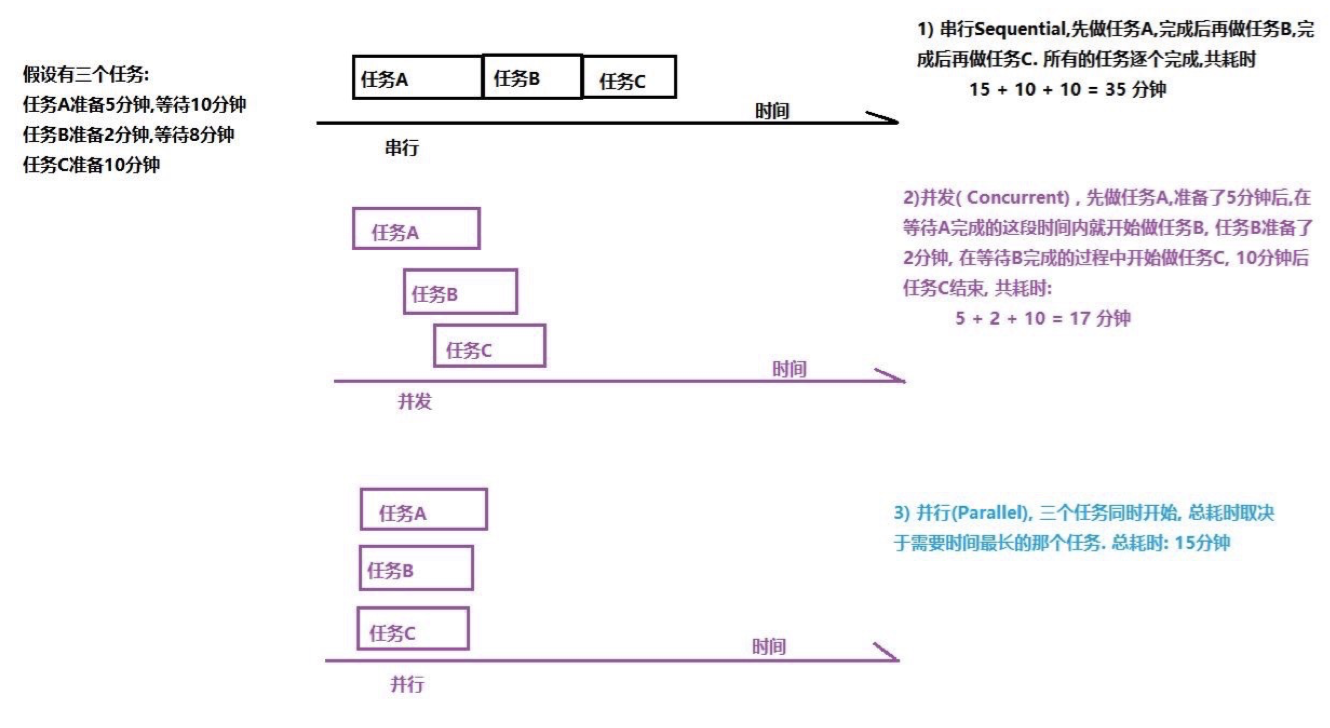 假设有三个任务:
任务A准备5分钟,等待10分钟
任务B准备2分钟,等待8分钟
任务C准备10分钟
任务A
任务B
任务C
时间
串行
1) 串行Sequential,先做任务A,完成后再做任务B,完
成后再做任务C. 所有的任务逐个完成,共耗时
15 + 10 + 10 = 35 分钟
任务A
任务B
任务C
时间
并发
2)并发( Concurrent) , 先做任务A,准备了5分钟后,在
等待A完成的这段时间内就开始做任务B, 任务B准备了
2分钟, 在等待B完成的过程中开始做任务C, 10分钟后
任务C结束, 共耗时:
5 + 2 + 10 = 17 分钟
任务A
任务B
任务C
时间
并行
3) 并行(Parallel), 三个任务同时开始, 总耗时取决
于需要时间最长的那个任务. 总耗时: 15分钟